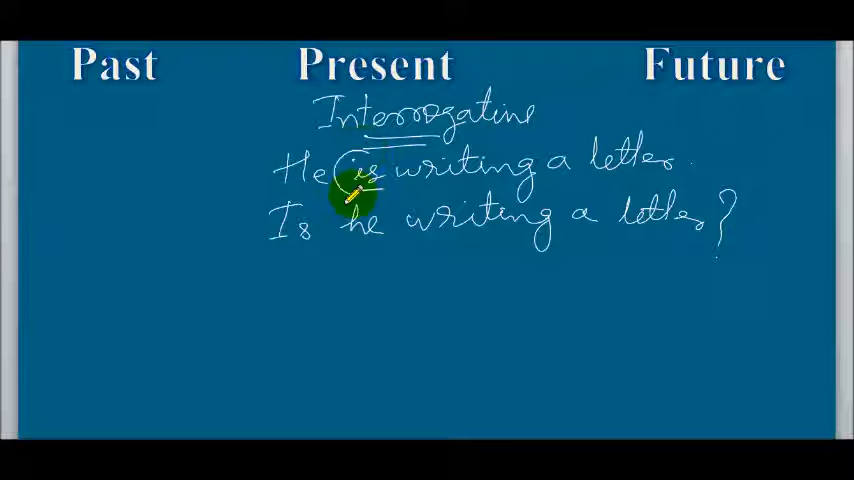 Past Present Future
Interrogative
He is writing a letter.
Is he writing a letter?